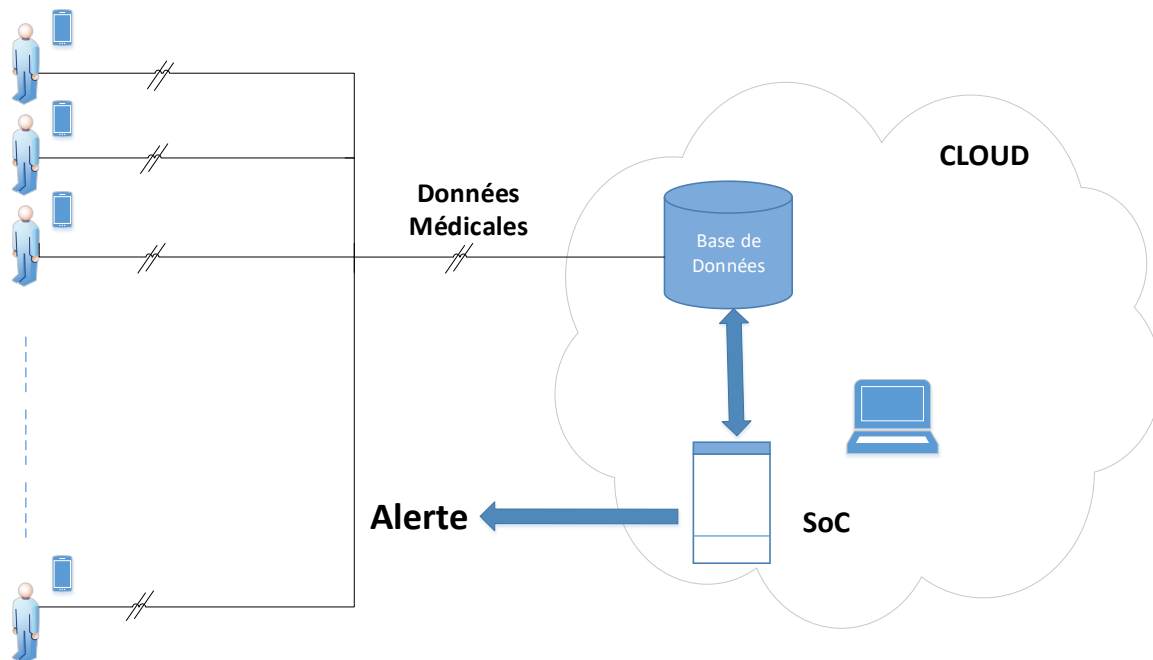 CLOUD
Données
Médicales
Base de
Données
Alerte
SoC